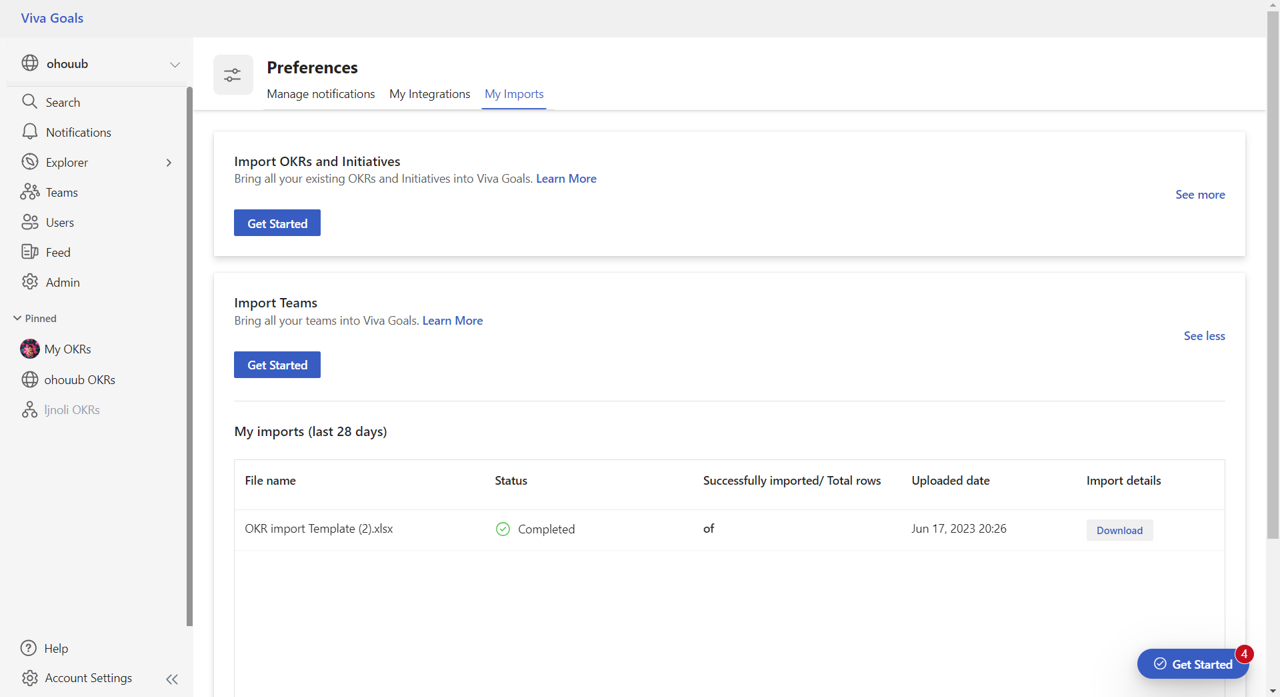 Viva Goals
ohouub
Search
Notifications
Explorer
Teams
Users
Feed
Admin
Pinned
My OKRs
ohouub OKRs
ljnoli OKRs
Help
Account Settings
Preferences
Manage notifications My Integrations My Imports
Import OKRs and Initiatives
Bring all your existing OKRs and Initiatives into Viva Goals. Learn More
See more
Get Started
Import Teams
Bring all your teams into Viva Goals. Learn More
See less
Get Started
My imports (last 28 days)
File name Status Successfully imported/ Total rows Uploaded date Import details
OKR import Template (2).xlsx Completed of Jun 17, 2023 20:26 Download
4
Get Started